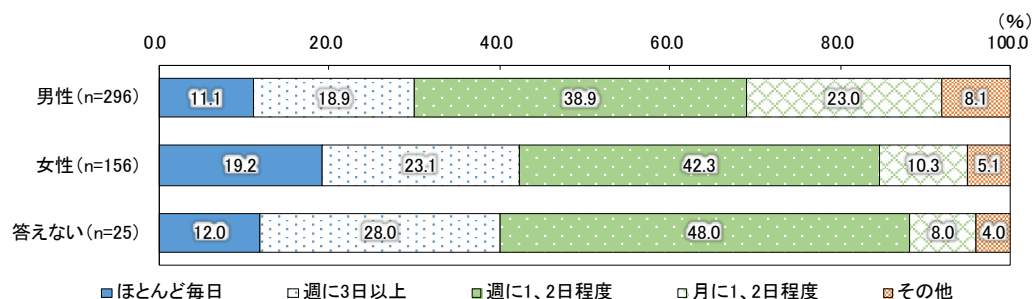 (%)
0.0 20.0 40.0 60.0 80.0 100.0
男性(n=296) 11.1 18.9 38.9 23.0 8.1
女性(n=156) 19.2 23.1 42.3 10.3 5.1
答えない(n=25) 12.0 28.0 48.0 8.0 4.0
ほとんど毎日 週に3日以上 週に1、2日程度 月に1、2日程度 その他